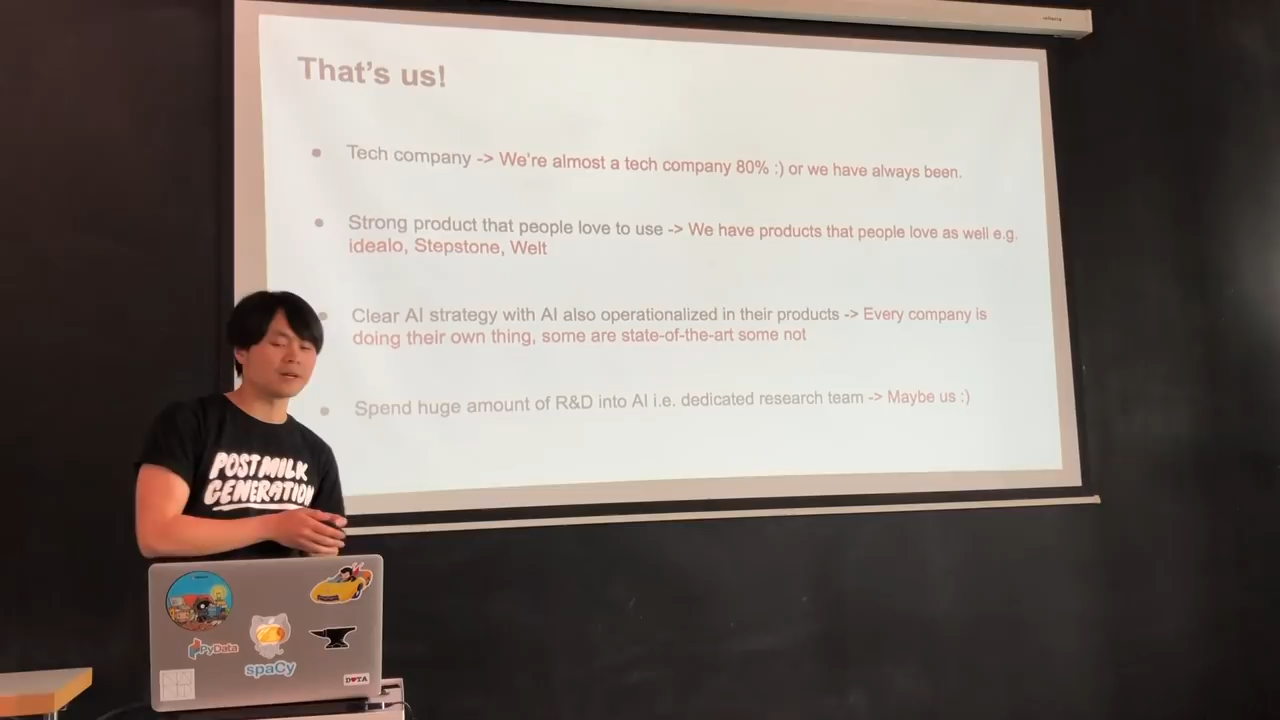 That's us!
Tech company -> We're almost a tech company 80% :) or we have always been.
Strong product that people love to use -> We have products that people love as well e.g.
idealo, Stepstone, Welt
Clear AI strategy with AI also operationalized in their products -> Every company is
doing their own thing, some are state-of-the-art some not
Spend huge amount of R&D into AI i.e. dedicated research team -> Maybe us :)
POST MILK
GENERATION
PyData
spaCy
D♥TA